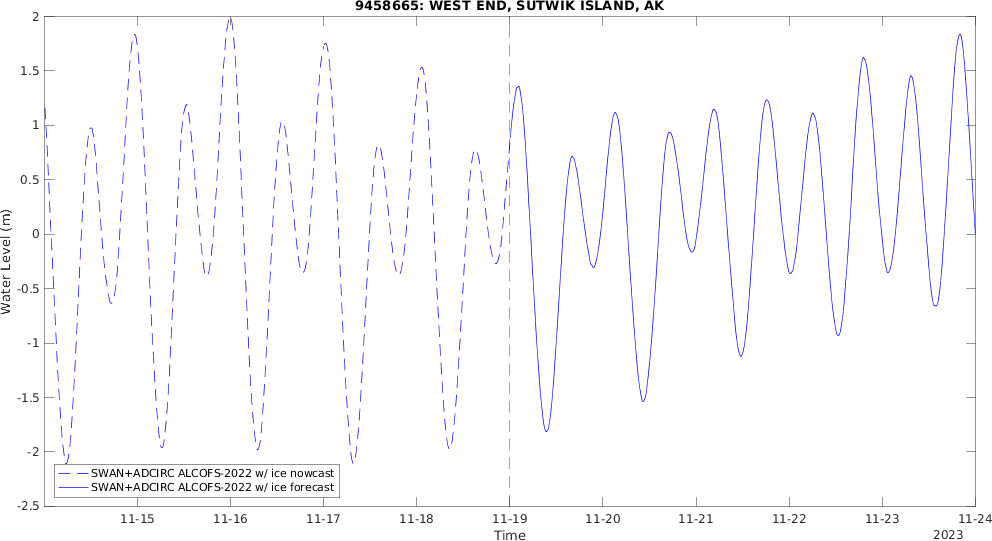 9458665: WEST END, SUTWIK ISLAND, AK
Water Level (m)
2
1.5
1
0.5
0
-0.5
-1
-1.5
-2
-2.5
SWAN+ADCIRC ALCOFS-2022 w/ ice nowcast
SWAN+ADCIRC ALCOFS-2022 w/ ice forecast
11-15 11-16 11-17 11-18 11-19 11-20 11-21 11-22 11-23 11-24
Time
2023